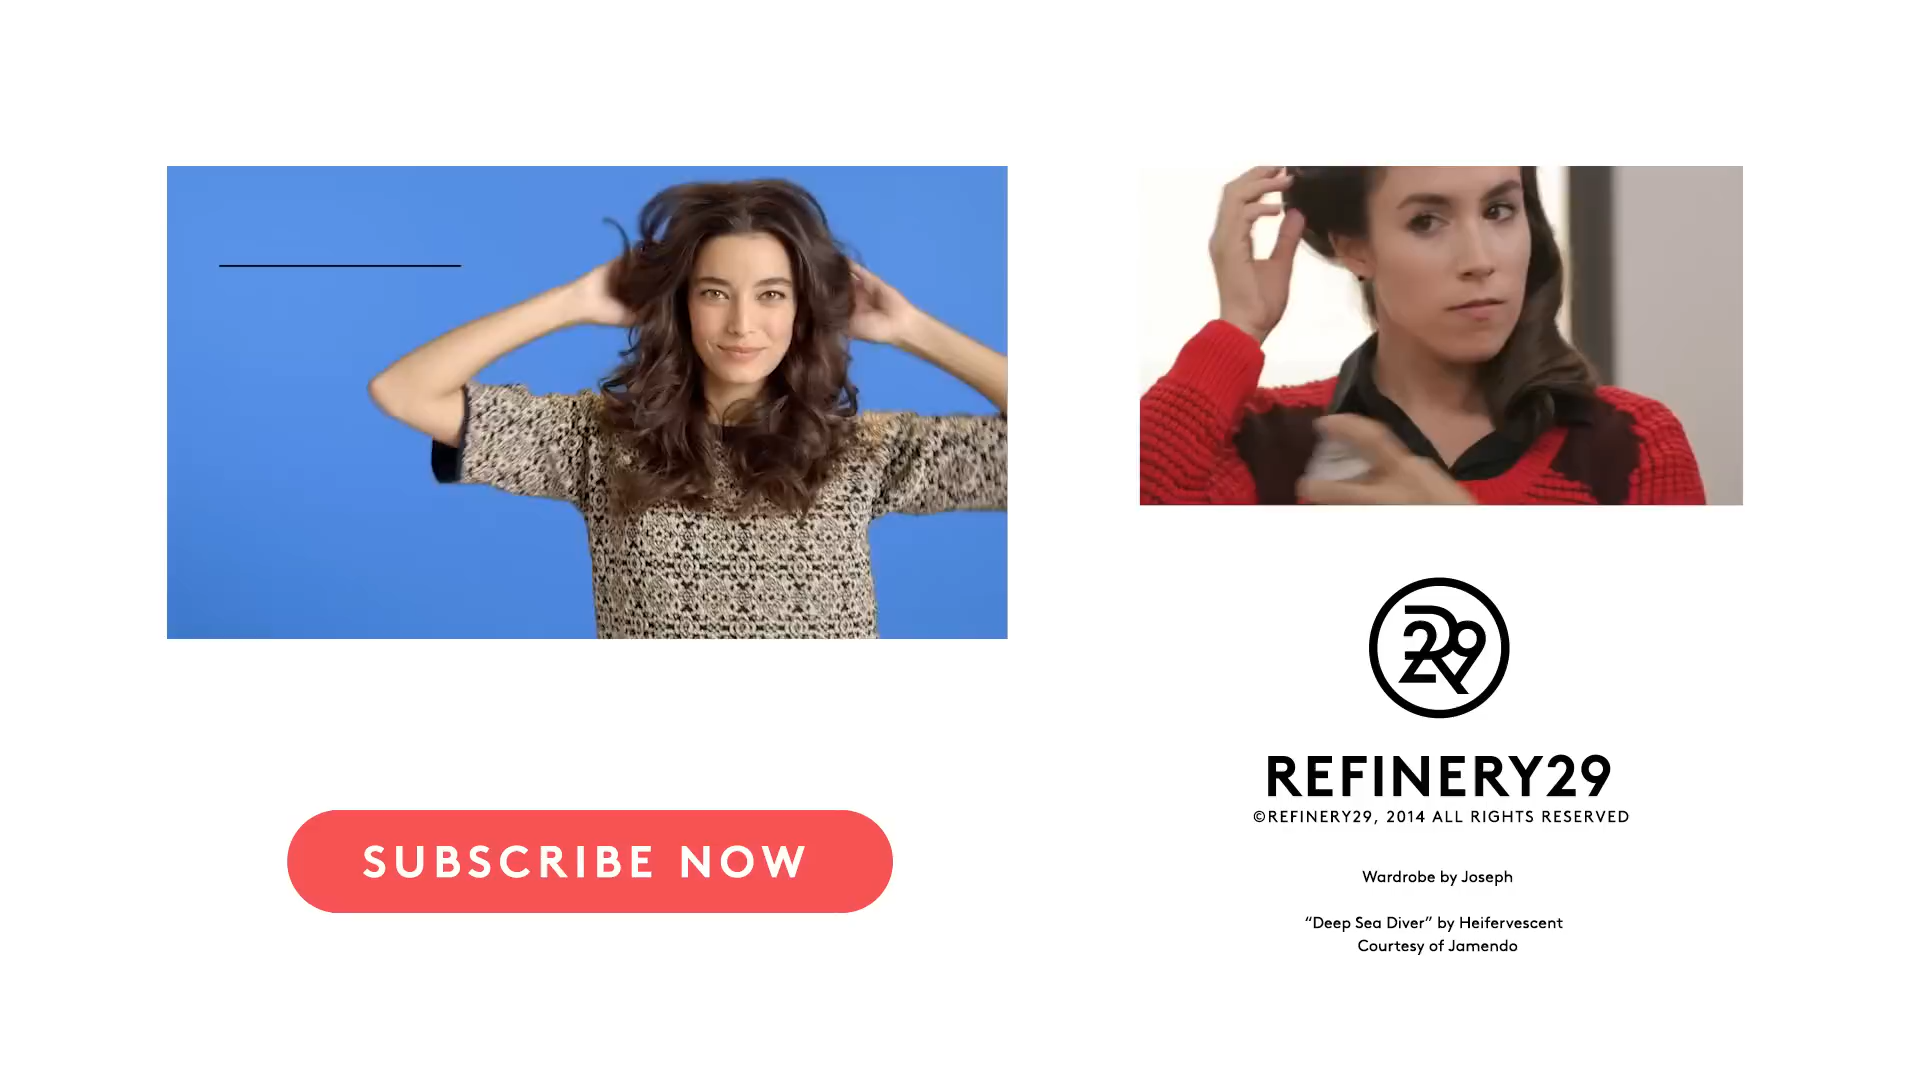 SUBSCRIBE NOW
R29
REFINERY29
©REFINERY29, 2014 ALL RIGHTS RESERVED
Wardrobe by Joseph
“Deep Sea Diver” by Heifervescent
Courtesy of Jamendo